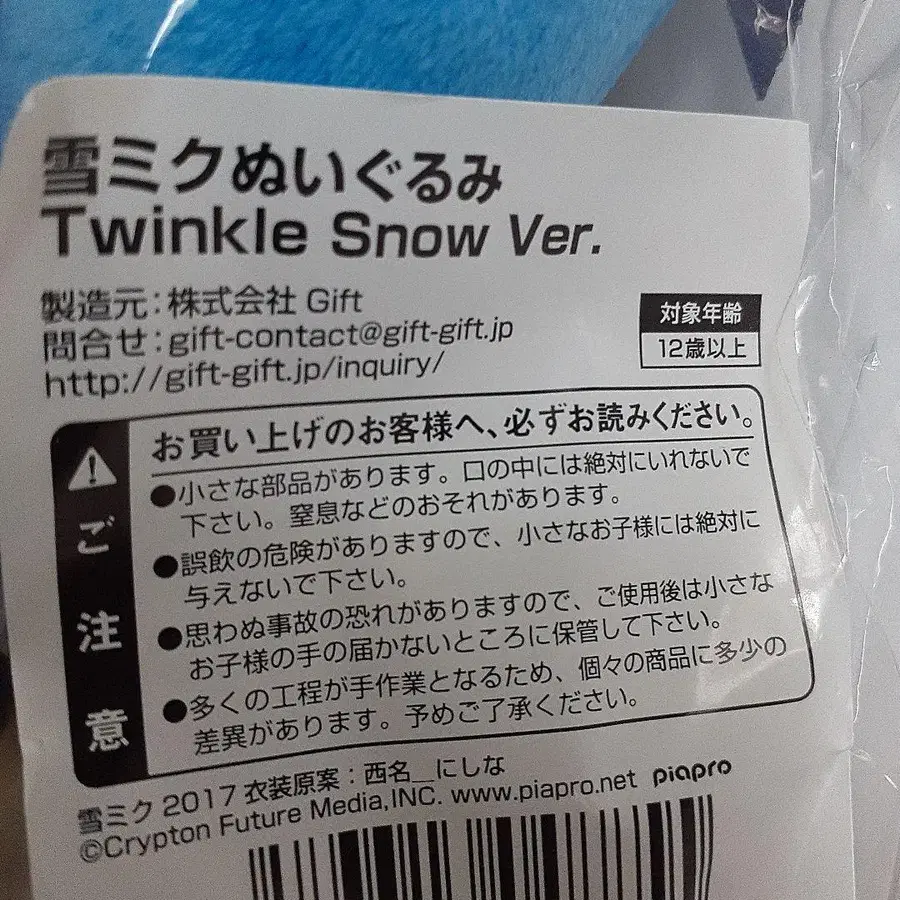 雪ミクぬいぐるみ
Twinkle Snow Ver.
製造元:株式会社 Gift
問合せ:gift-contact@gift-gift.jp
http://gift-gift.jp/inquiry/
対象年齢
12歳以上
ご注意
お買い上げのお客様へ、必ずお読みください。
●小さな部品があります。口の中には絶対にいれないで
下さい。窒息などのおそれがあります。
●誤飲の危険がありますので、小さなお子様には絶対に
与えないで下さい。
●思わぬ事故の恐れがありますので、ご使用後は小さな
お子様の手の届かないところに保管して下さい。
●多くの工程が手作業となるため、個々の商品に多少の
差異があります。予めご了承ください。
雪ミク 2017 衣装原案:西名_にしな
©Crypton Future Media,INC. www.piapro.net piapro